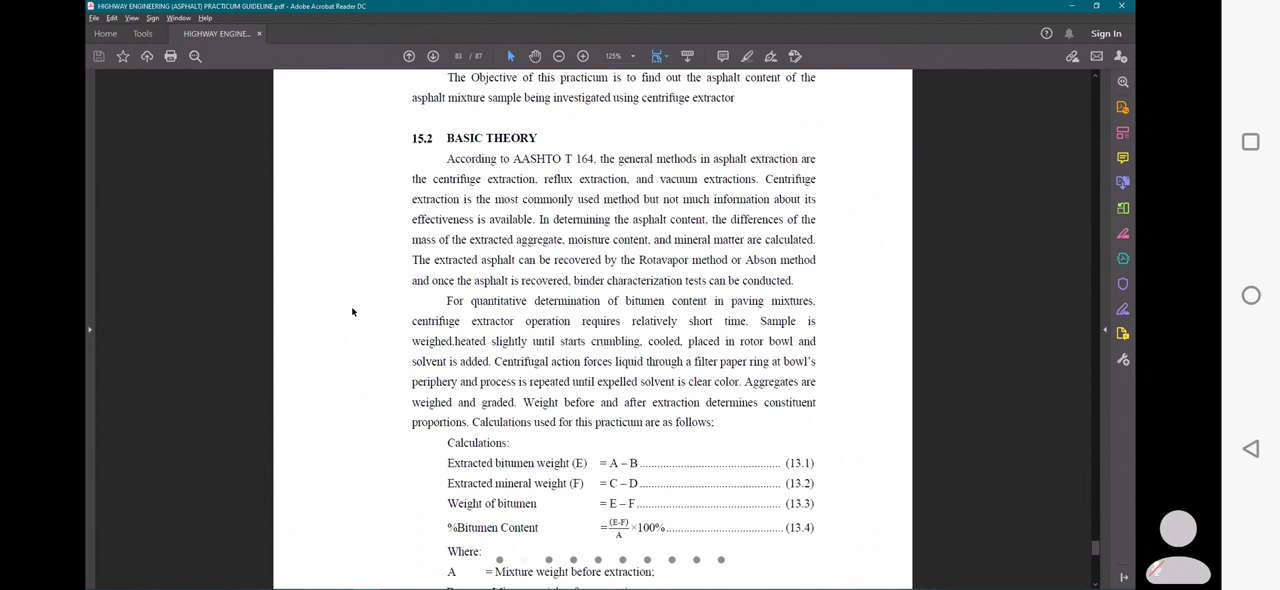 HIGHWAY ENGINEERING (ASPHALT) PRACTICUM GUIDELINE.pdf - Adobe Acrobat Reader DC
File Edit View Sign Window Help
Home Tools HIGHWAY ENGINE... × Sign In
83 / 87 125%
The Objective of this practicum is to find out the asphalt content of the
asphalt mixture sample being investigated using centrifuge extractor
15.2 BASIC THEORY
According to AASHTO T 164, the general methods in asphalt extraction are
the centrifuge extraction, reflux extraction, and vacuum extractions. Centrifuge
extraction is the most commonly used method but not much information about its
effectiveness is available. In determining the asphalt content, the differences of the
mass of the extracted aggregate, moisture content, and mineral matter are calculated.
The extracted asphalt can be recovered by the Rotavapor method or Abson method
and once the asphalt is recovered, binder characterization tests can be conducted.
For quantitative determination of bitumen content in paving mixtures,
centrifuge extractor operation requires relatively short time. Sample is
weighed.heated slightly until starts crumbling, cooled, placed in rotor bowl and
solvent is added. Centrifugal action forces liquid through a filter paper ring at bowl's
periphery and process is repeated until expelled solvent is clear color. Aggregates are
weighed and graded. Weight before and after extraction determines constituent
proportions. Calculations used for this practicum are as follows;
Calculations:
Extracted bitumen weight (E) = A – B................................................ (13.1)
Extracted mineral weight (F) = C – D................................................ (13.2)
Weight of bitumen = E – F................................................. (13.3)
%Bitumen Content = (E-F)/A ×100%........................................ (13.4)
Where:
A = Mixture weight before extraction;